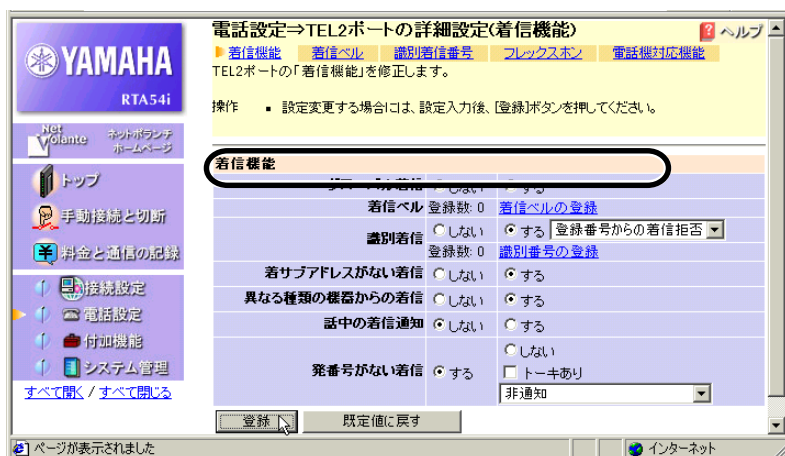 YAMAHA
RTA54i
Net Volante ネットボランチ
ホームページ
トップ
手動接続と切断
料金と通信の記録
接続設定
電話設定
付加機能
システム管理
すべて開く / すべて閉じる
電話設定⇒TEL2ポートの詳細設定(着信機能)
? ヘルプ
着信機能 着信ベル 識別着信番号 フレックスホン 電話機対応機能
TEL2ポートの「着信機能」を修正します。
操作 ▪ 設定変更する場合には、設定入力後、[登録]ボタンを押してください。
着信機能
着信ベル 登録数: 0 着信ベルの登録
識別着信 しない する 登録番号からの着信拒否
登録数: 0 識別番号の登録
着サブアドレスがない着信 しない する
異なる種類の機器からの着信 しない する
話中の着信通知 しない する
発番号がない着信 する しない
トーキあり
非通知
登録 既定値に戻す
ページが表示されました インターネット